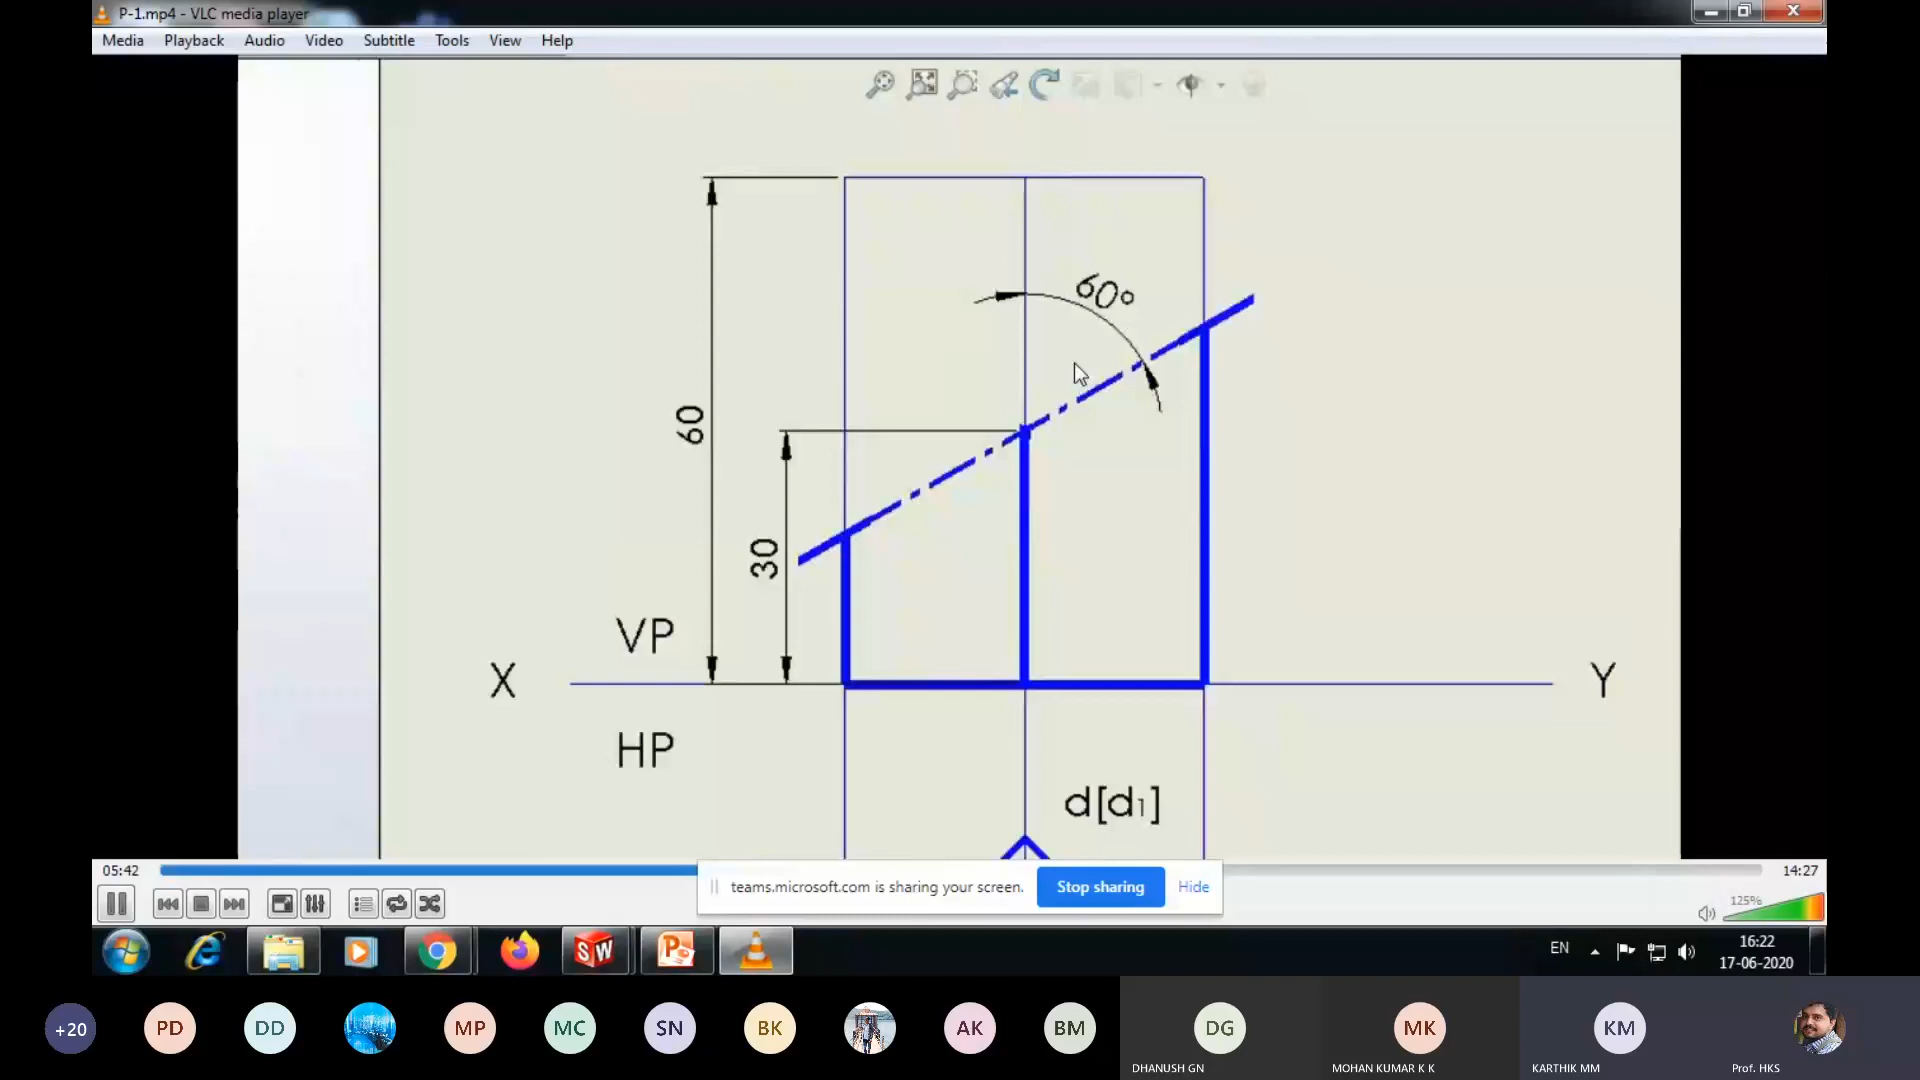 P-1.mp4 - VLC media player
Media Playback Audio Video Subtitle Tools View Help
60°
60
30
VP
X
Y
HP
d[d1]
05:42
14:27
teams.microsoft.com is sharing your screen.
Stop sharing
Hide
125%
SW
P
EN
16:22
17-06-2020
+20
PD
DD
MP
MC
SN
BK
AK
BM
DG
MK
KM
DHANUSH GN
MOHAN KUMAR K K
KARTHIK MM
Prof. HKS